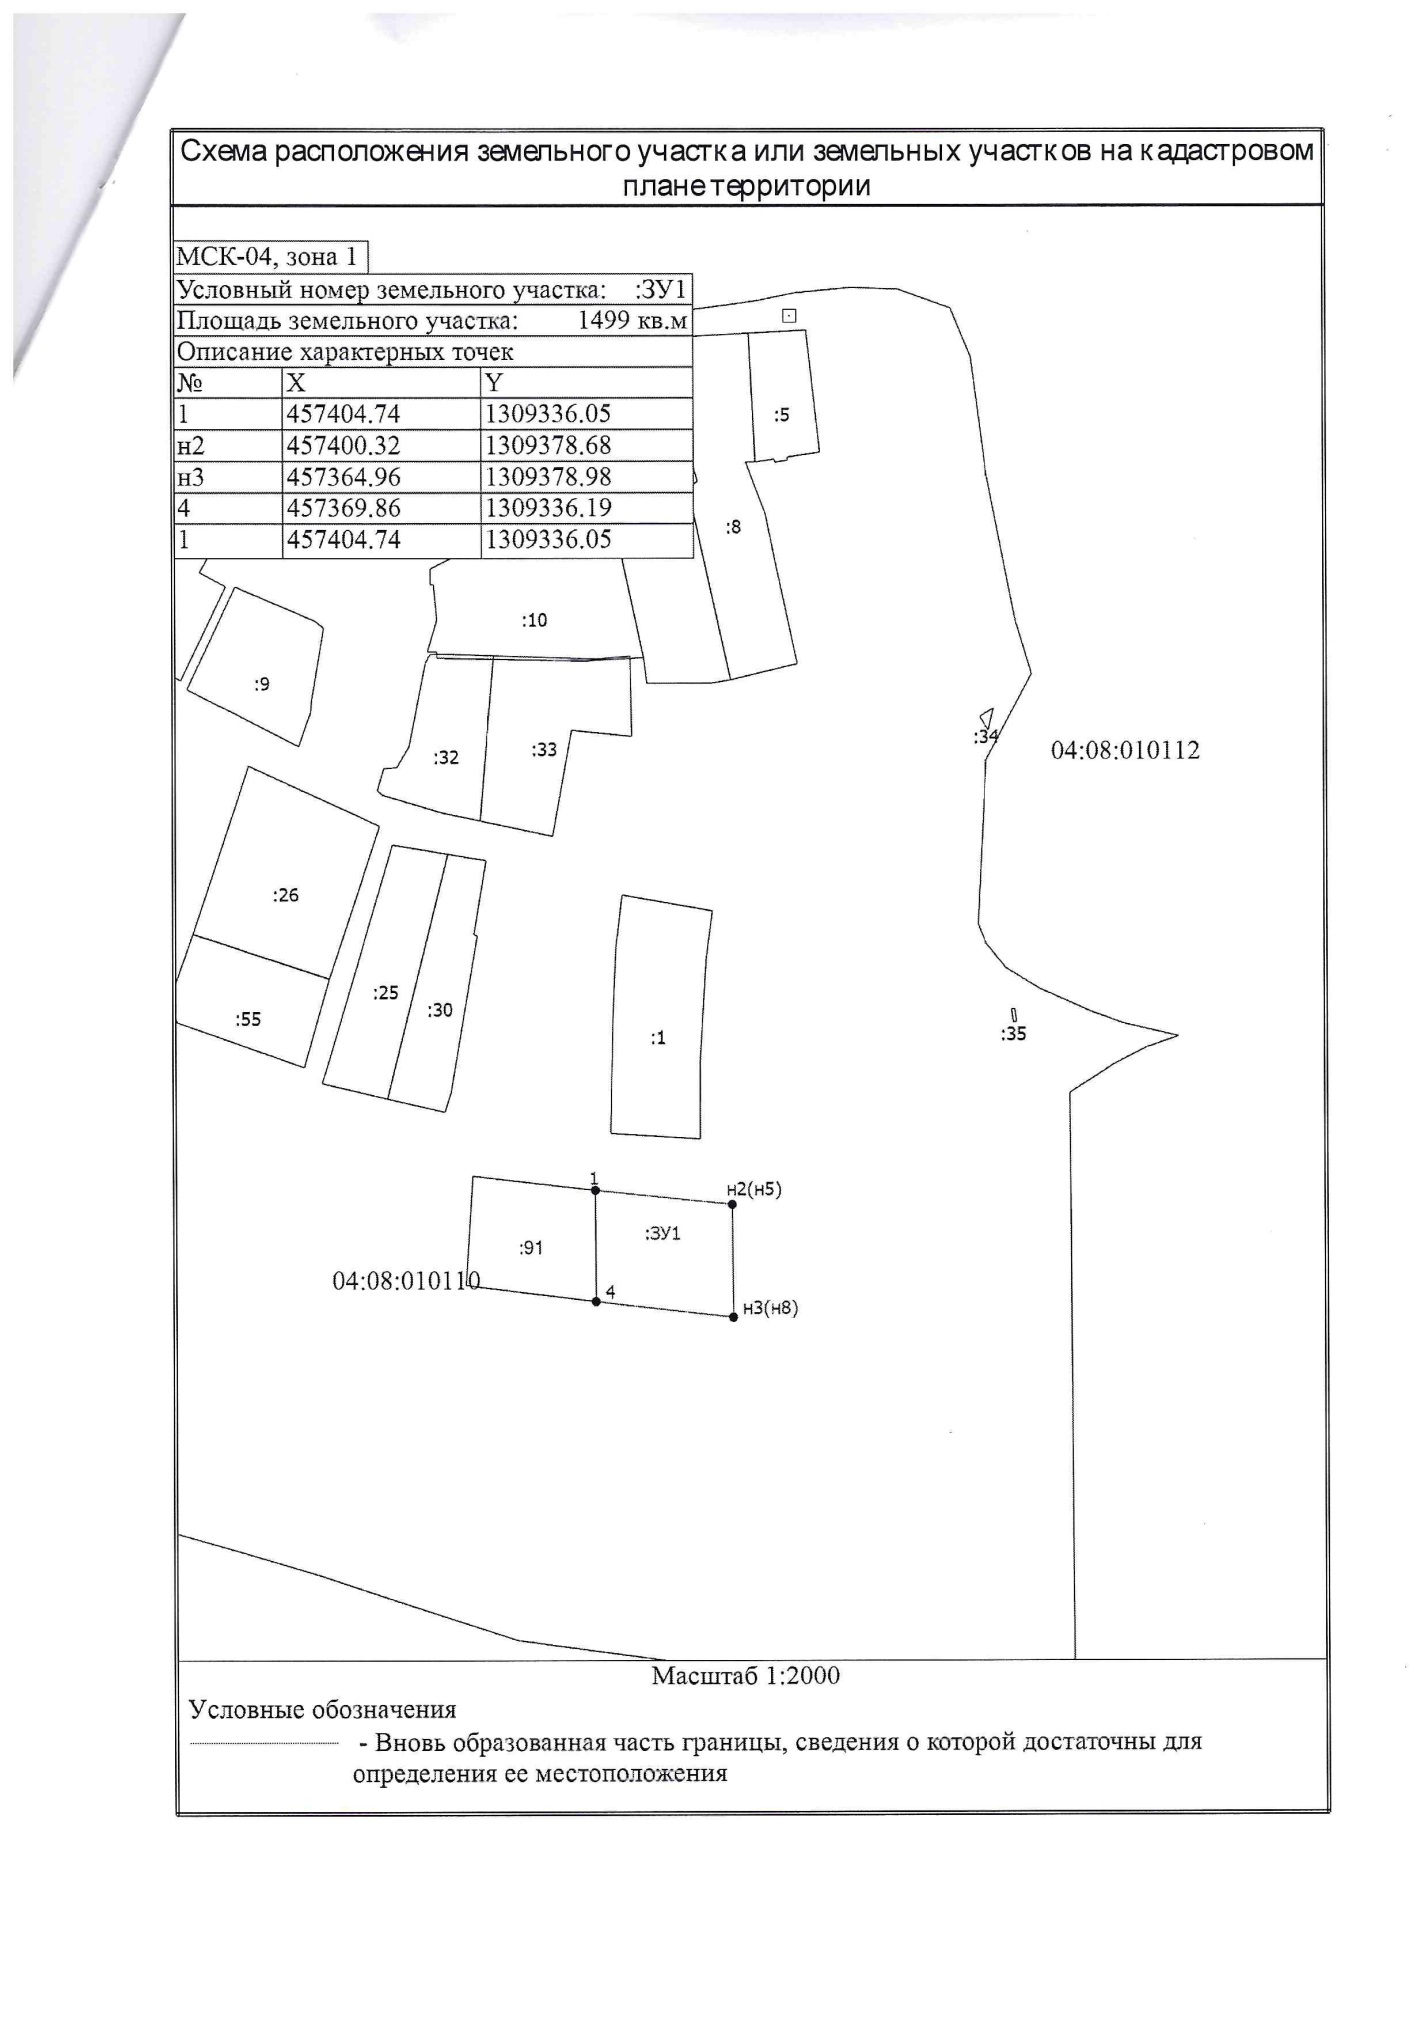 Схема расположения земельного участка или земельных участков на кадастровом
плане территории
МСК-04, зона 1
Условный номер земельного участка: :ЗУ1
Площадь земельного участка: 1499 кв.м
Описание характерных точек
№ X Y
1 457404.74 1309336.05
н2 457400.32 1309378.68
н3 457364.96 1309378.98
4 457369.86 1309336.19
1 457404.74 1309336.05
:5
:8
:10
:9
:32
:33
:34
04:08:010112
:26
:25
:30
:55
:1
:35
1
н2(н5)
:ЗУ1
:91
04:08:010110
4
н3(н8)
Масштаб 1:2000
Условные обозначения
- Вновь образованная часть границы, сведения о которой достаточны для
определения ее местоположения